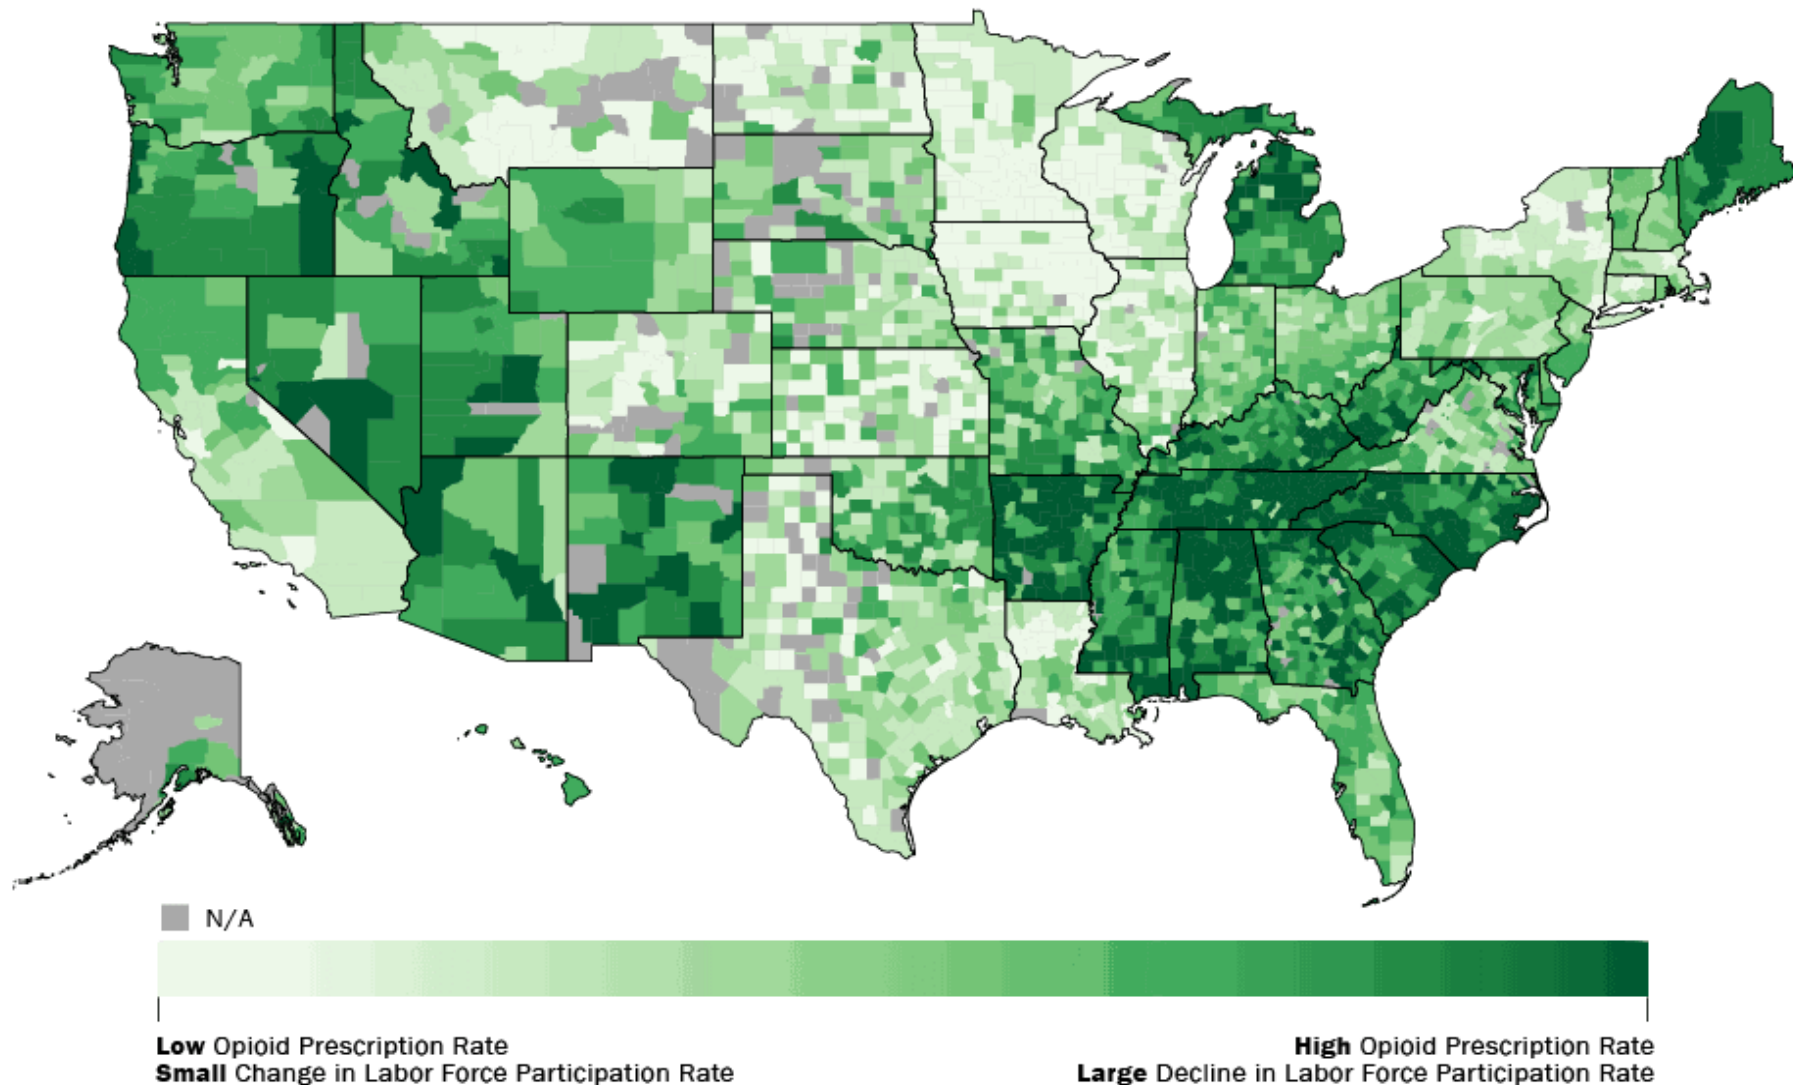 N/A
Low Opioid Prescription Rate
Small Change in Labor Force Participation Rate
High Opioid Prescription Rate
Large Decline in Labor Force Participation Rate